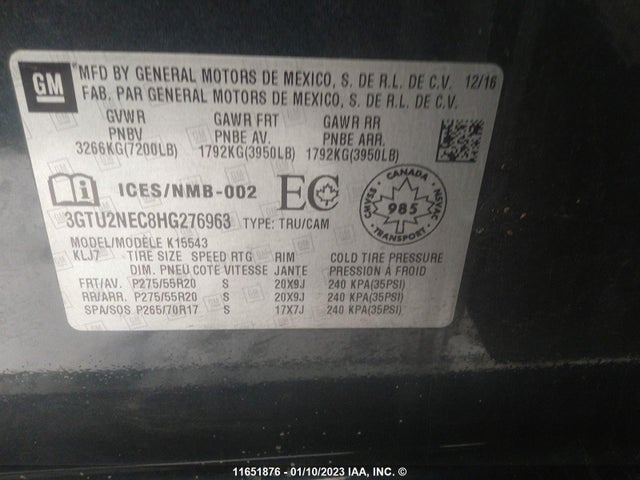 GM
MFD BY GENERAL MOTORS DE MEXICO, S. DE R.L. DE C.V. 12/16
FAB. PAR GENERAL MOTORS DE MEXICO, S. DE R.L. DE C.V.
GVWR GAWR FRT GAWR RR
PNBV PNBE AV. PNBE ARR.
3266KG(7200LB) 1792KG(3950LB) 1792KG(3950LB)
ICES/NMB-002 EC
CANADA
CMVSS 985 NSVAC
TRANSPORT
3GTU2NEC8HG276963 TYPE: TRU/CAM
MODEL/MODÈLE K15543
KLJ7 TIRE SIZE SPEED RTG RIM COLD TIRE PRESSURE
DIM. PNEU COTE VITESSE JANTE PRESSION À FROID
FRT/AV. P275/55R20 S 20X9J 240 KPA(35PSI)
RR/ARR. P275/55R20 S 20X9J 240 KPA(35PSI)
SPA/SOS P265/70R17 S 17X7J 240 KPA(35PSI)
11651876 - 01/10/2023 IAA, INC. ©